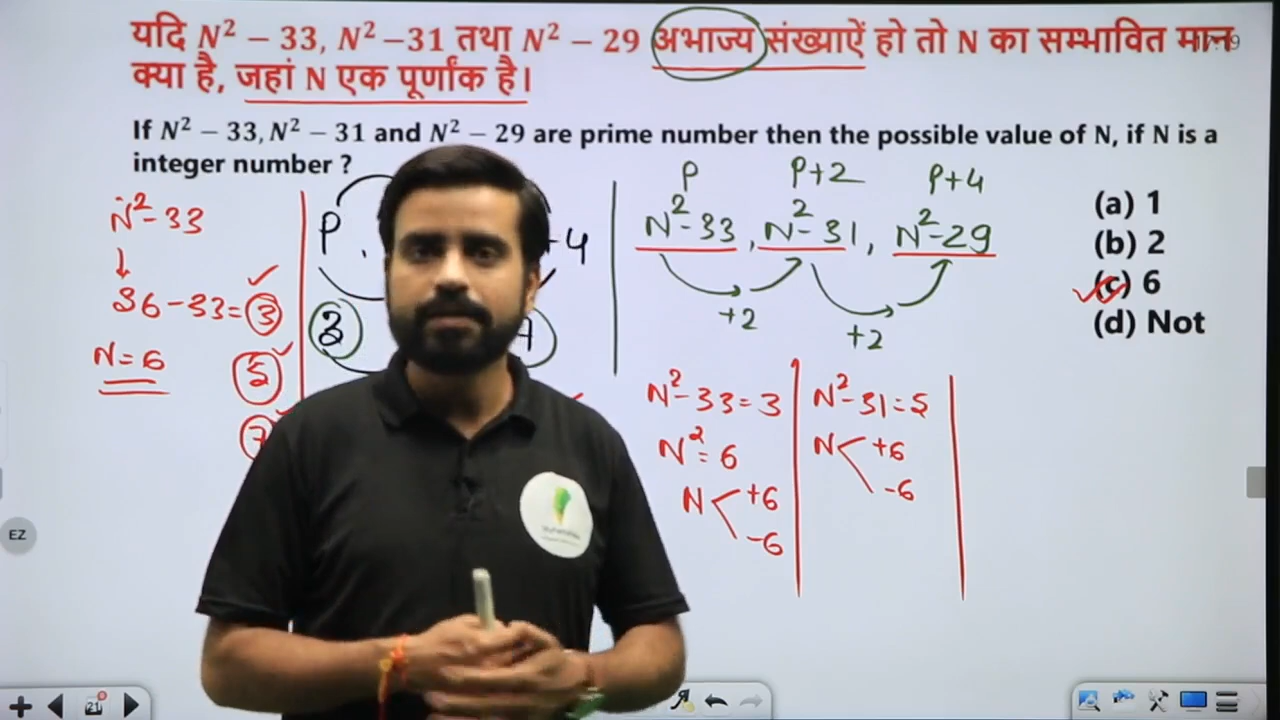 यदि N² – 33, N² –31 तथा N² – 29 अभाज्य संख्याऐं हो तो N का सम्भावित मान
क्या है, जहां N एक पूर्णांक है।
If N² – 33, N² – 31 and N² – 29 are prime number then the possible value of N, if N is a
integer number ?
N²-33
36-33=3
N=6
5
7
P, +4
3 7
P P+2 P+4
N²-33, N²-31, N²-29
+2 +2
N²-33=3
N²=6
N +6
-6
N²-31=5
N +6
-6
(a) 1
(b) 2
(c) 6
(d) Not
EZ
21